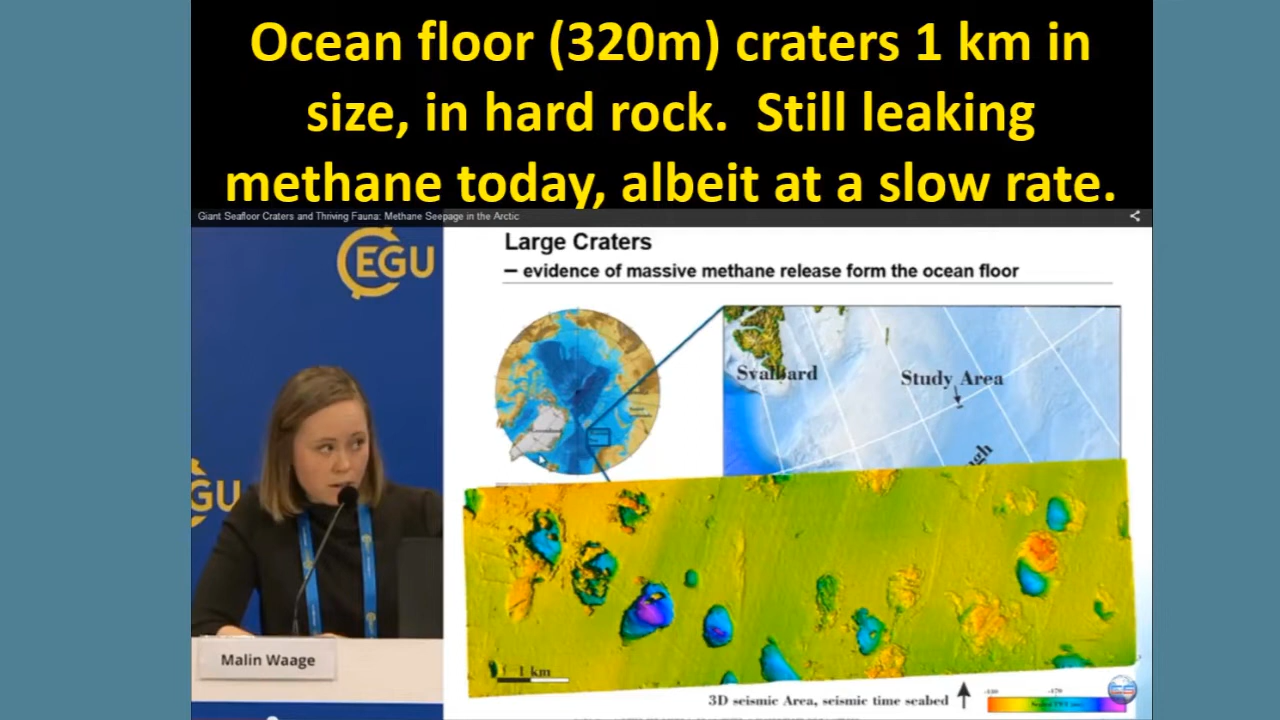 Ocean floor (320m) craters 1 km in
size, in hard rock. Still leaking
methane today, albeit at a slow rate.
Giant Seafloor Craters and Thriving Fauna: Methane Seepage in the Arctic
EGU
GU
Malin Waage
Large Craters
– evidence of massive methane release form the ocean floor
Svalbard
Study Area
ugh
1 km
3D seismic Area, seismic time seabed